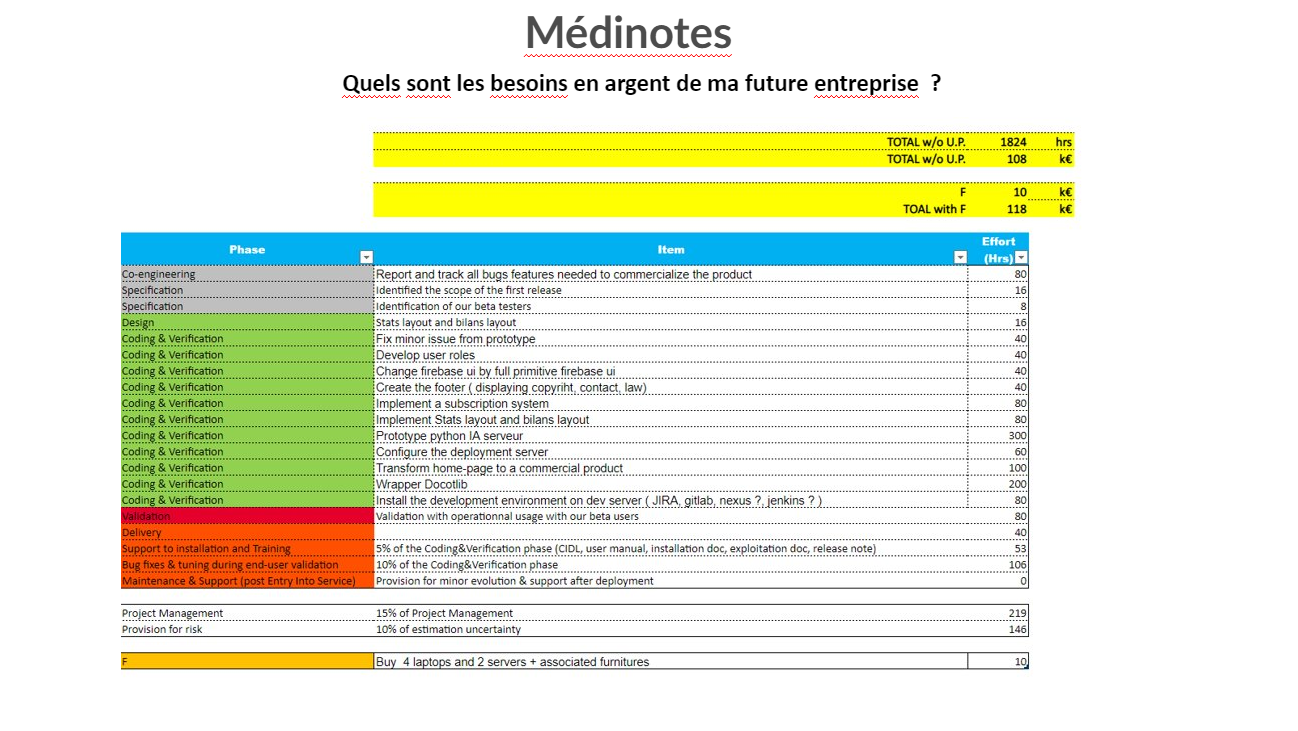 Médinotes
Quels sont les besoins en argent de ma future entreprise ?
TOTAL w/o U.P. 1824 hrs
TOTAL w/o U.P. 108 k€
F 10 k€
TOAL with F 118 k€
Phase Item Effort (Hrs)
Co-engineering Report and track all bugs features needed to commercialize the product 80
Specification Identified the scope of the first release 16
Specification Identification of our beta testers 8
Design Stats layout and bilans layout 16
Coding & Verification Fix minor issue from prototype 40
Coding & Verification Develop user roles 40
Coding & Verification Change firebase ui by full primitive firebase ui 40
Coding & Verification Create the footer ( displaying copyriht, contact, law) 40
Coding & Verification Implement a subscription system 80
Coding & Verification Implement Stats layout and bilans layout 80
Coding & Verification Prototype python IA serveur 300
Coding & Verification Configure the deployment server 60
Coding & Verification Transform home-page to a commercial product 100
Coding & Verification Wrapper Docotlib 200
Coding & Verification Install the development environment on dev server ( JIRA, gitlab, nexus ?, jenkins ? ) 80
Validation Validation with operationnal usage with our beta users 80
Delivery 40
Support to installation and Training 5% of the Coding&Verification phase (CIDL, user manual, installation doc, exploitation doc, release note) 53
Bug fixes & tuning during end-user validation 10% of the Coding&Verification phase 106
Maintenance & Support (post Entry Into Service) Provision for minor evolution & support after deployment 0
Project Management 15% of Project Management 219
Provision for risk 10% of estimation uncertainty 146
F Buy 4 laptops and 2 servers + associated furnitures 10